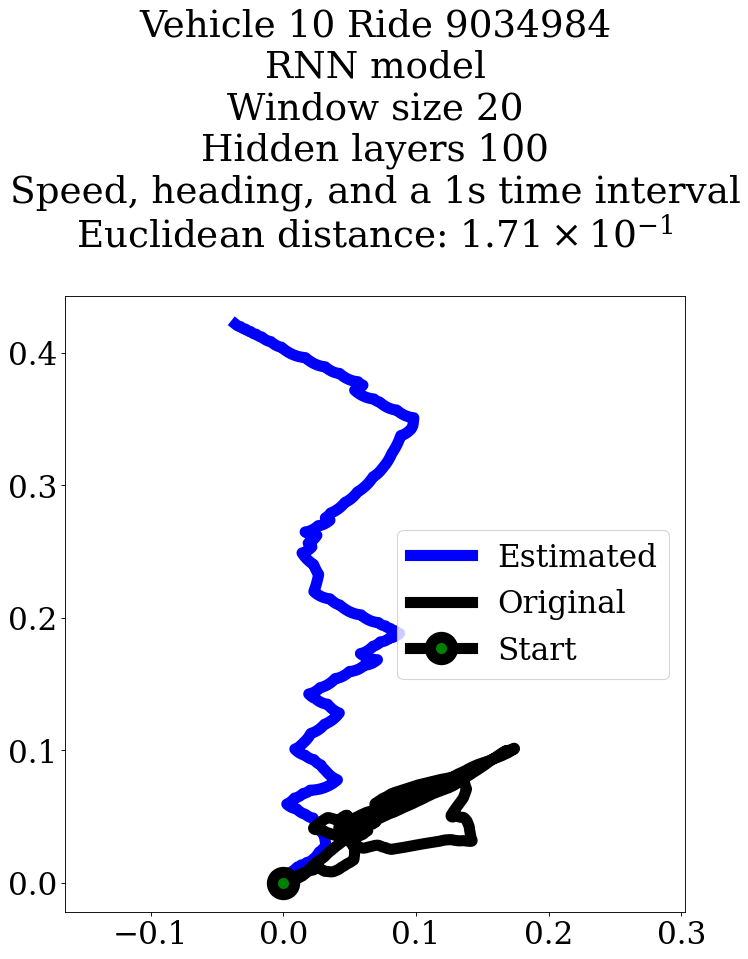 Vehicle 10 Ride 9034984
RNN model
Window size 20
Hidden layers 100
Speed, heading, and a 1s time interval
Euclidean distance: 1.71 × 10⁻¹
0.4
0.3
0.2
0.1
0.0
Estimated
Original
Start
−0.1 0.0 0.1 0.2 0.3